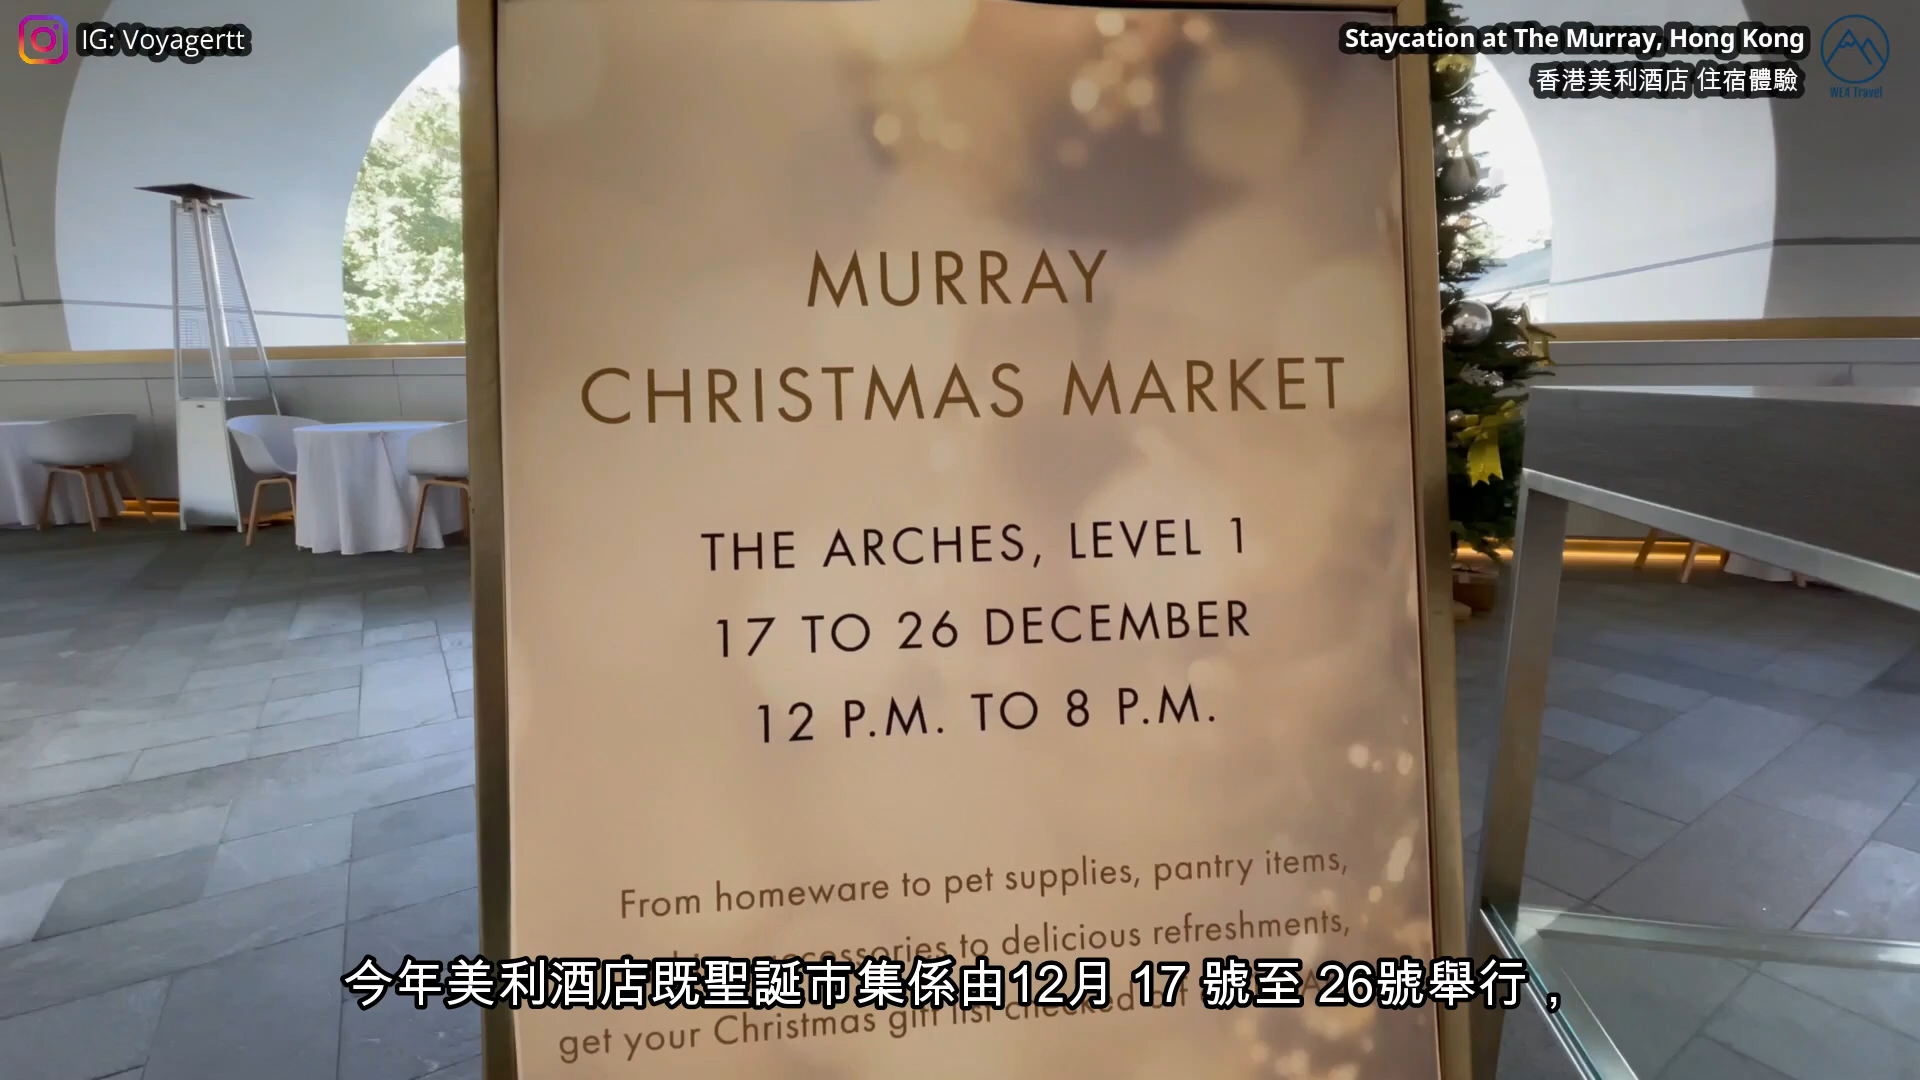 IG: Voyagertt
Staycation at The Murray, Hong Kong
香港美利酒店 住宿體驗
WEA Travel
MURRAY
CHRISTMAS MARKET
THE ARCHES, LEVEL 1
17 TO 26 DECEMBER
12 P.M. TO 8 P.M.
From homeware to pet supplies, pantry items,
accessories to delicious refreshments,
get your Christmas gift list checked off
今年美利酒店既聖誕市集係由12月 17 號至 26號舉行，